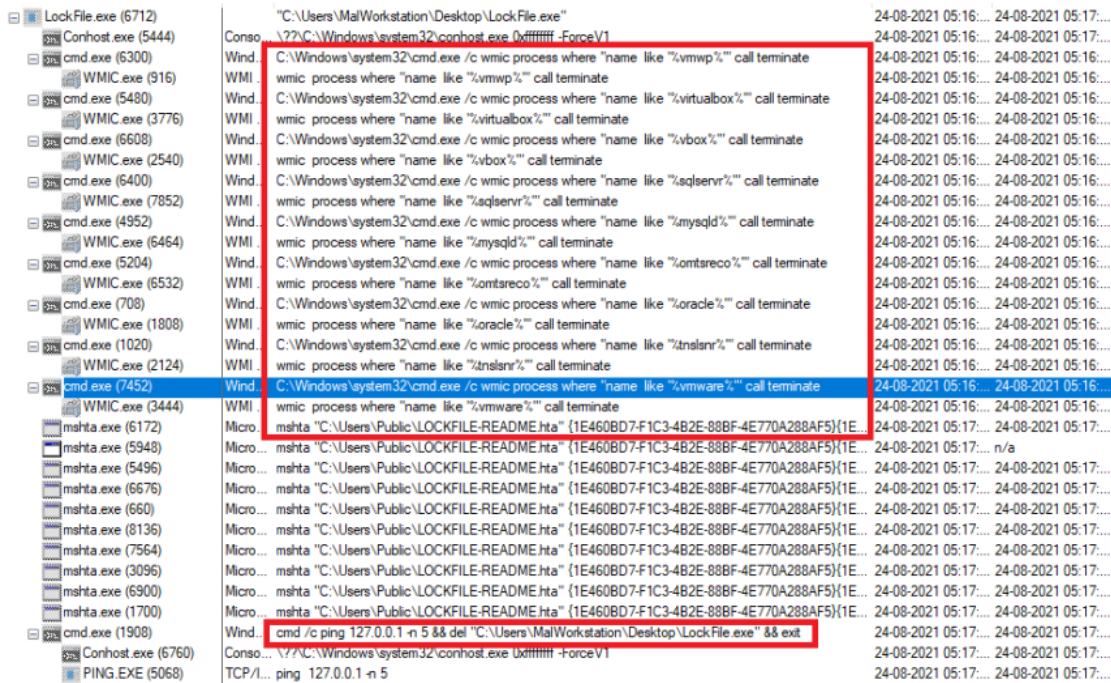 LockFile.exe (6712) "C:\Users\MalWorkstation\Desktop\LockFile.exe" 24-08-2021 05:16:... 24-08-2021 05:17:...
Conhost.exe (5444) Conso... \??\C:\Windows\system32\conhost.exe 0xffffffff -ForceV1 24-08-2021 05:16:... 24-08-2021 05:17:...
cmd.exe (6300) Wind... C:\Windows\system32\cmd.exe /c wmic process where "name like '%vmwp%'" call terminate 24-08-2021 05:16:... 24-08-2021 05:16:...
WMIC.exe (916) WMI ... wmic process where "name like '%vmwp%'" call terminate 24-08-2021 05:16:... 24-08-2021 05:16:...
cmd.exe (5480) Wind... C:\Windows\system32\cmd.exe /c wmic process where "name like '%virtualbox%'" call terminate 24-08-2021 05:16:... 24-08-2021 05:16:...
WMIC.exe (3776) WMI ... wmic process where "name like '%virtualbox%'" call terminate 24-08-2021 05:16:... 24-08-2021 05:16:...
cmd.exe (6608) Wind... C:\Windows\system32\cmd.exe /c wmic process where "name like '%vbox%'" call terminate 24-08-2021 05:16:... 24-08-2021 05:16:...
WMIC.exe (2540) WMI ... wmic process where "name like '%vbox%'" call terminate 24-08-2021 05:16:... 24-08-2021 05:16:...
cmd.exe (6400) Wind... C:\Windows\system32\cmd.exe /c wmic process where "name like '%sqlservr%'" call terminate 24-08-2021 05:16:... 24-08-2021 05:16:...
WMIC.exe (7852) WMI ... wmic process where "name like '%sqlservr%'" call terminate 24-08-2021 05:16:... 24-08-2021 05:16:...
cmd.exe (4952) Wind... C:\Windows\system32\cmd.exe /c wmic process where "name like '%mysqld%'" call terminate 24-08-2021 05:16:... 24-08-2021 05:16:...
WMIC.exe (6464) WMI ... wmic process where "name like '%mysqld%'" call terminate 24-08-2021 05:16:... 24-08-2021 05:16:...
cmd.exe (5204) Wind... C:\Windows\system32\cmd.exe /c wmic process where "name like '%omtsreco%'" call terminate 24-08-2021 05:16:... 24-08-2021 05:16:...
WMIC.exe (6532) WMI ... wmic process where "name like '%omtsreco%'" call terminate 24-08-2021 05:16:... 24-08-2021 05:16:...
cmd.exe (708) Wind... C:\Windows\system32\cmd.exe /c wmic process where "name like '%oracle%'" call terminate 24-08-2021 05:16:... 24-08-2021 05:16:...
WMIC.exe (1808) WMI ... wmic process where "name like '%oracle%'" call terminate 24-08-2021 05:16:... 24-08-2021 05:16:...
cmd.exe (1020) Wind... C:\Windows\system32\cmd.exe /c wmic process where "name like '%tnslsnr%'" call terminate 24-08-2021 05:16:... 24-08-2021 05:16:...
WMIC.exe (2124) WMI ... wmic process where "name like '%tnslsnr%'" call terminate 24-08-2021 05:16:... 24-08-2021 05:16:...
cmd.exe (7452) Wind... C:\Windows\system32\cmd.exe /c wmic process where "name like '%vmware%'" call terminate 24-08-2021 05:16:... 24-08-2021 05:16:...
WMIC.exe (3444) WMI ... wmic process where "name like '%vmware%'" call terminate 24-08-2021 05:16:... 24-08-2021 05:16:...
mshta.exe (6172) Micro... mshta "C:\Users\Public\LOCKFILE-README.hta" {1E460BD7-F1C3-4B2E-88BF-4E770A288AF5}{1E... 24-08-2021 05:17:... 24-08-2021 05:17:...
mshta.exe (5948) Micro... mshta "C:\Users\Public\LOCKFILE-README.hta" {1E460BD7-F1C3-4B2E-88BF-4E770A288AF5}{1E... 24-08-2021 05:17:... n/a
mshta.exe (5496) Micro... mshta "C:\Users\Public\LOCKFILE-README.hta" {1E460BD7-F1C3-4B2E-88BF-4E770A288AF5}{1E... 24-08-2021 05:17:... 24-08-2021 05:17:...
mshta.exe (6676) Micro... mshta "C:\Users\Public\LOCKFILE-README.hta" {1E460BD7-F1C3-4B2E-88BF-4E770A288AF5}{1E... 24-08-2021 05:17:... 24-08-2021 05:17:...
mshta.exe (660) Micro... mshta "C:\Users\Public\LOCKFILE-README.hta" {1E460BD7-F1C3-4B2E-88BF-4E770A288AF5}{1E... 24-08-2021 05:17:... 24-08-2021 05:17:...
mshta.exe (8136) Micro... mshta "C:\Users\Public\LOCKFILE-README.hta" {1E460BD7-F1C3-4B2E-88BF-4E770A288AF5}{1E... 24-08-2021 05:17:... 24-08-2021 05:17:...
mshta.exe (7564) Micro... mshta "C:\Users\Public\LOCKFILE-README.hta" {1E460BD7-F1C3-4B2E-88BF-4E770A288AF5}{1E... 24-08-2021 05:17:... 24-08-2021 05:17:...
mshta.exe (3096) Micro... mshta "C:\Users\Public\LOCKFILE-README.hta" {1E460BD7-F1C3-4B2E-88BF-4E770A288AF5}{1E... 24-08-2021 05:17:... 24-08-2021 05:17:...
mshta.exe (6900) Micro... mshta "C:\Users\Public\LOCKFILE-README.hta" {1E460BD7-F1C3-4B2E-88BF-4E770A288AF5}{1E... 24-08-2021 05:17:... 24-08-2021 05:17:...
mshta.exe (1700) Micro... mshta "C:\Users\Public\LOCKFILE-README.hta" {1E460BD7-F1C3-4B2E-88BF-4E770A288AF5}{1E... 24-08-2021 05:17:... 24-08-2021 05:17:...
cmd.exe (1908) Wind... cmd /c ping 127.0.0.1 -n 5 && del "C:\Users\MalWorkstation\Desktop\LockFile.exe" && exit 24-08-2021 05:17:... 24-08-2021 05:17:...
Conhost.exe (6760) Conso... \??\C:\Windows\system32\conhost.exe 0xffffffff -ForceV1 24-08-2021 05:17:... 24-08-2021 05:17:...
PING.EXE (5068) TCP/I... ping 127.0.0.1 -n 5 24-08-2021 05:17:... 24-08-2021 05:17:...